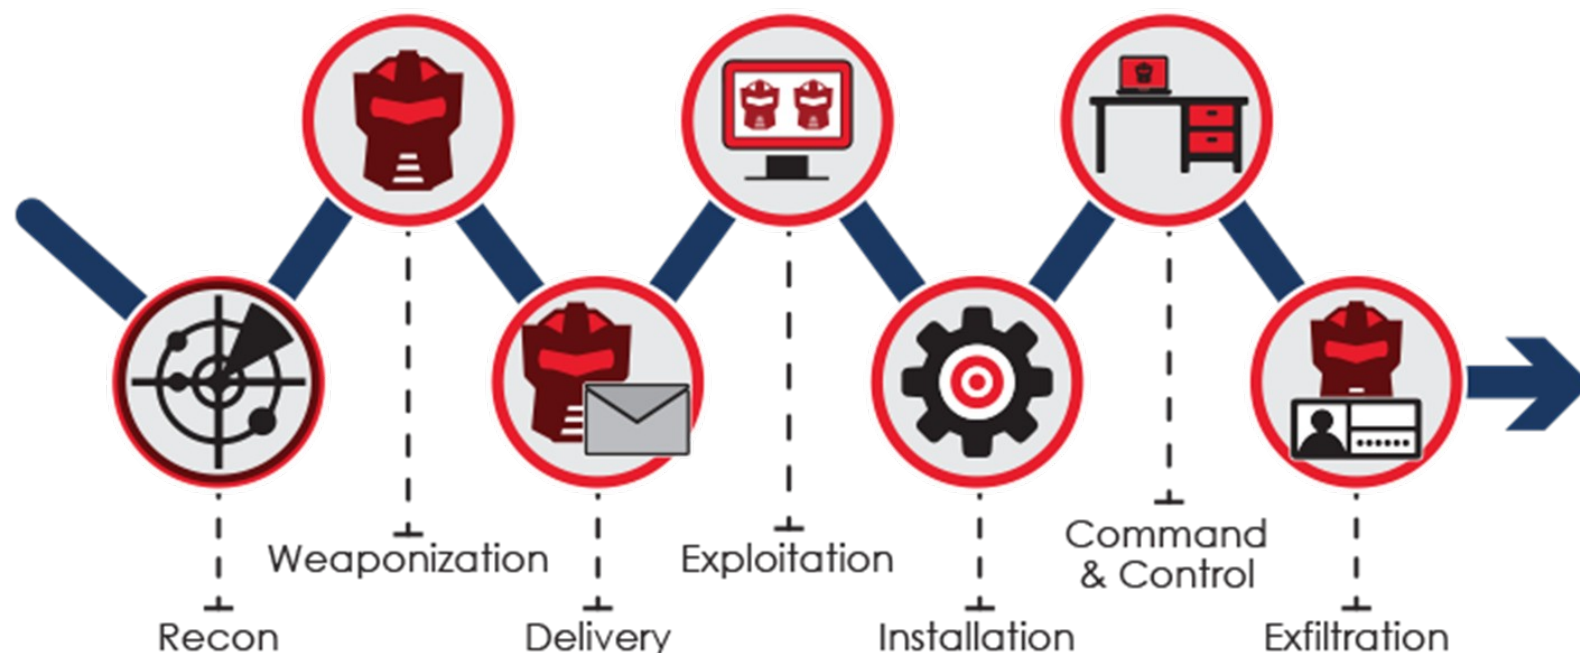 Recon
Weaponization
Delivery
Exploitation
Installation
Command
& Control
Exfiltration